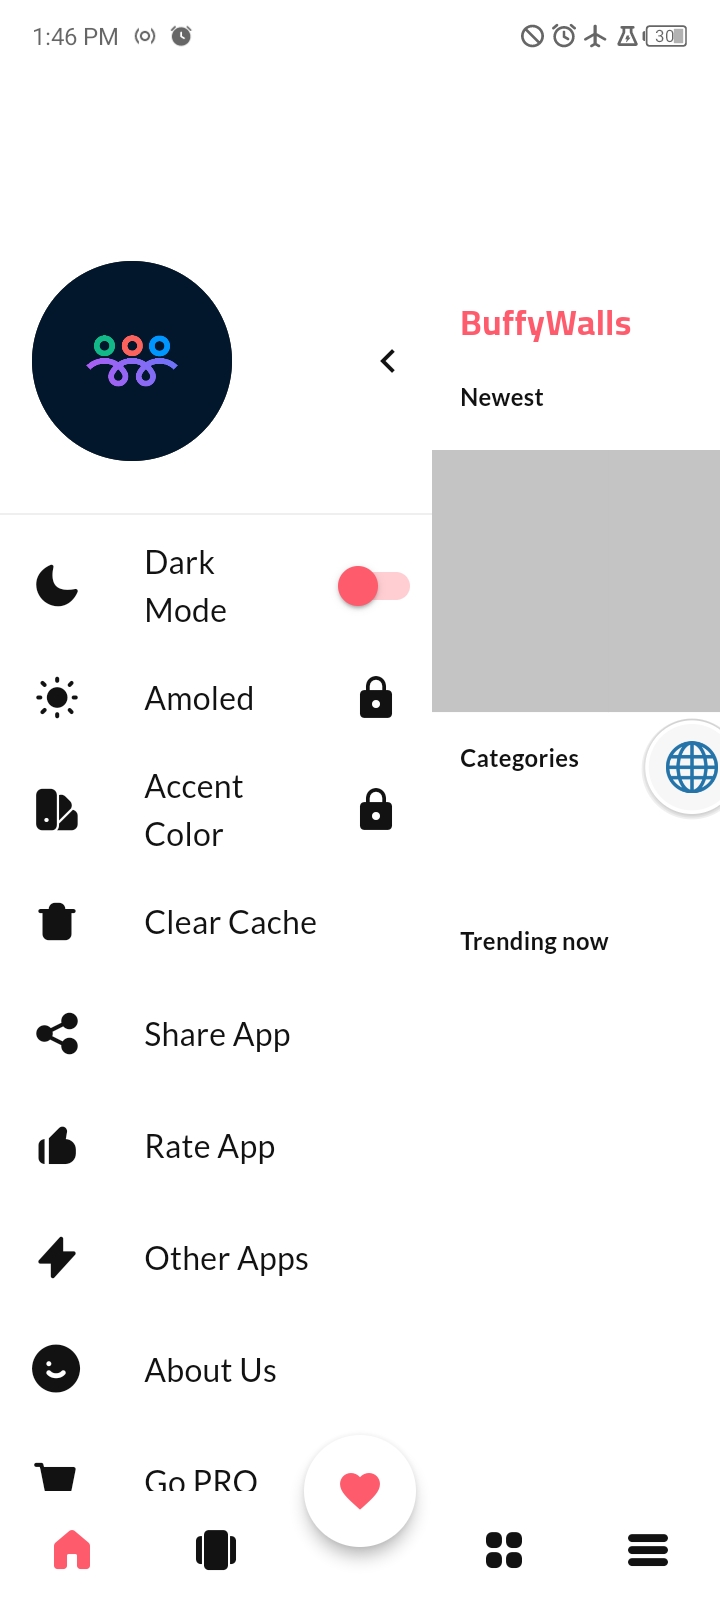 1:46 PM
30
BuffyWalls
Newest
Dark
Mode
Amoled
Categories
Accent
Color
Clear Cache
Trending now
Share App
Rate App
Other Apps
About Us
Go PRO